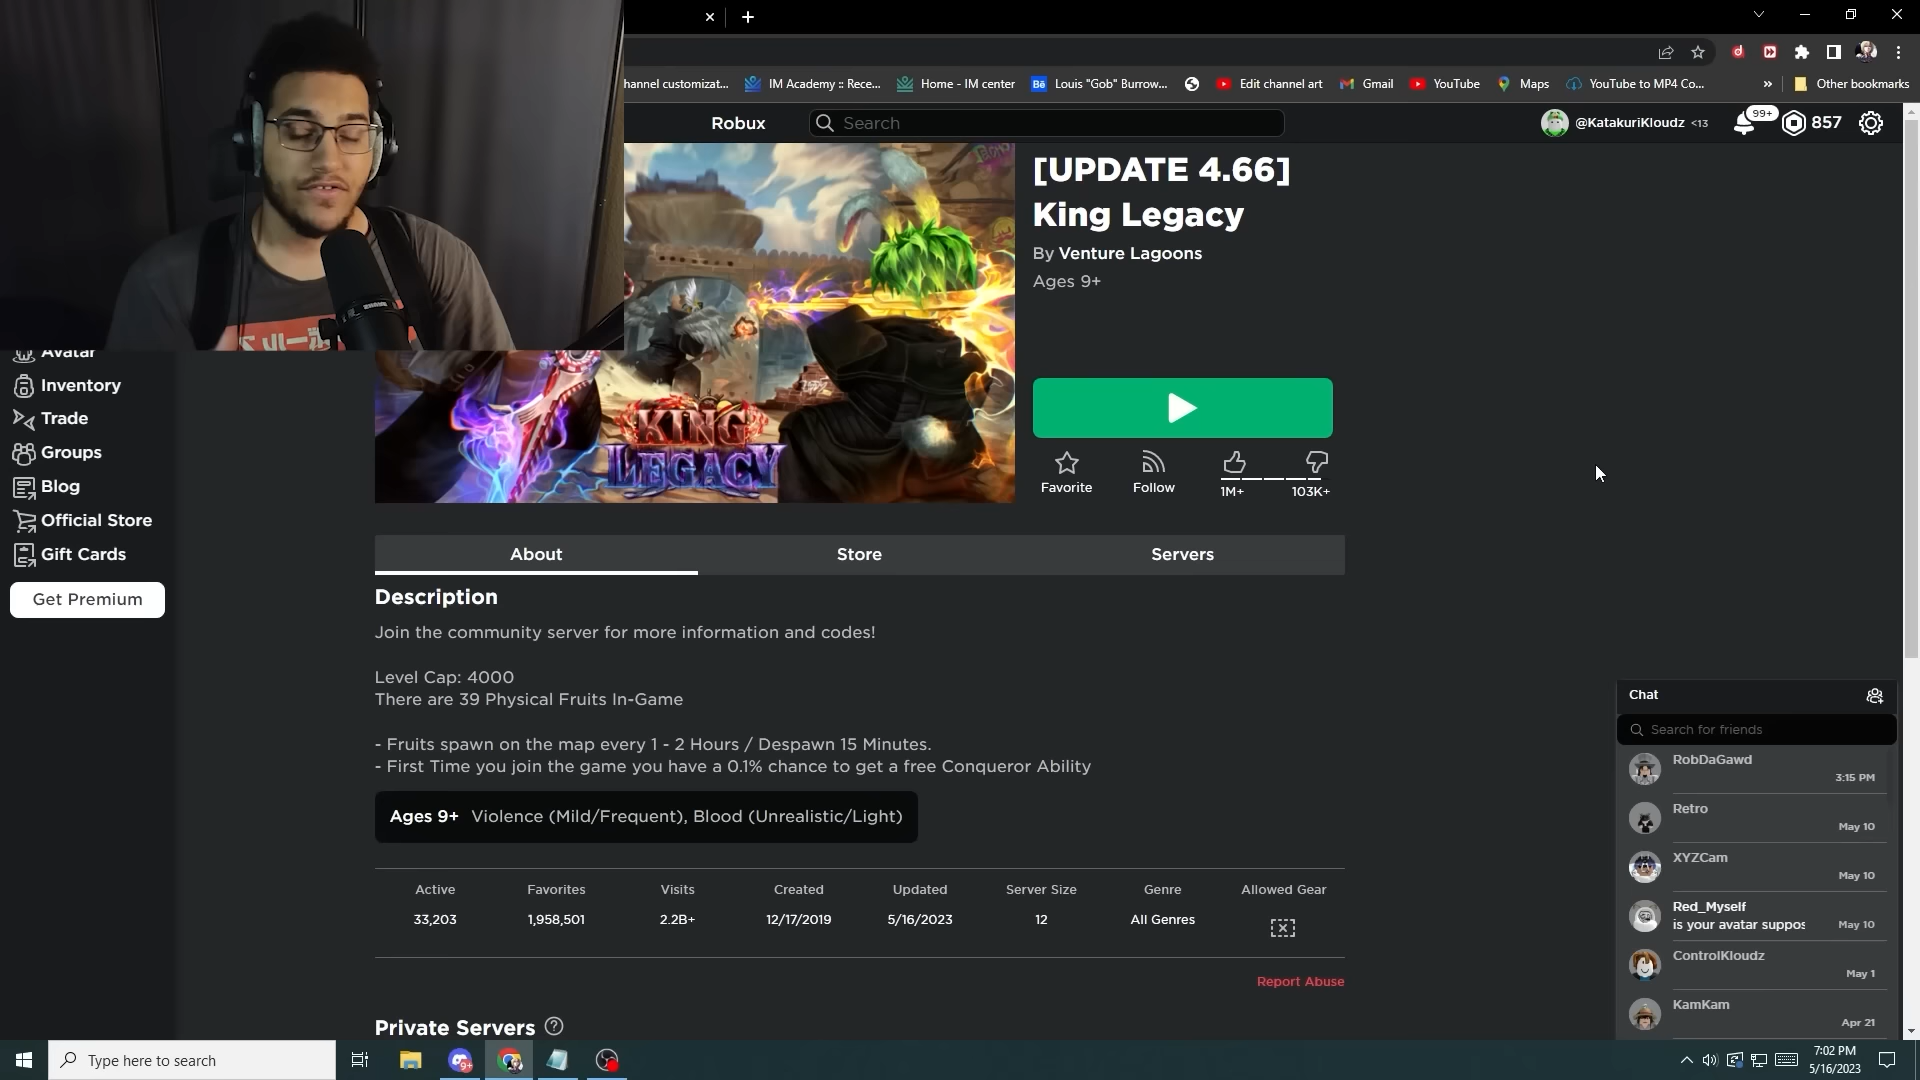 channel customizat...
IM Academy :: Rece...
Home - IM center
Bē
Louis "Gob" Burrow...
Edit channel art
Gmail
YouTube
Maps
YouTube to MP4 Co...
»
Other bookmarks
Robux
Search
@KatakuriKloudz <13
99+
857
[UPDATE 4.66]
King Legacy
By Venture Lagoons
Ages 9+
KING
LEGACY
Avatar
Inventory
Trade
Groups
Blog
Official Store
Gift Cards
Get Premium
Favorite
Follow
1M+
103K+
About
Store
Servers
Description
Join the community server for more information and codes!
Level Cap: 4000
There are 39 Physical Fruits In-Game
- Fruits spawn on the map every 1 - 2 Hours / Despawn 15 Minutes.
- First Time you join the game you have a 0.1% chance to get a free Conqueror Ability
Ages 9+ Violence (Mild/Frequent), Blood (Unrealistic/Light)
Active Favorites Visits Created Updated Server Size Genre Allowed Gear
33,203 1,958,501 2.2B+ 12/17/2019 5/16/2023 12 All Genres
Report Abuse
Private Servers
Chat
Search for friends
RobDaGawd
3:15 PM
Retro
May 10
XYZCam
May 10
Red_Myself
is your avatar suppos May 10
ControlKloudz
May 1
KamKam
Apr 21
Type here to search
9+
7:02 PM
5/16/2023